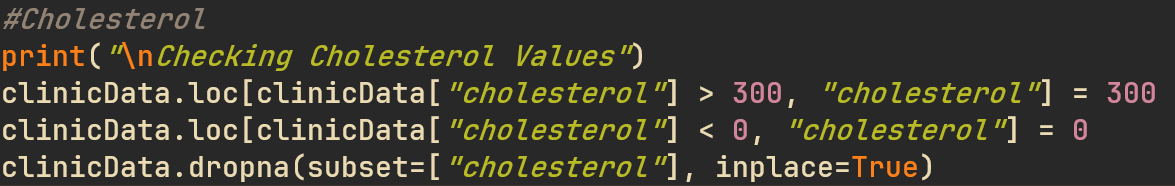 #Cholesterol
print("\nChecking Cholesterol Values")
clinicData.loc[clinicData["cholesterol"] > 300, "cholesterol"] = 300
clinicData.loc[clinicData["cholesterol"] < 0, "cholesterol"] = 0
clinicData.dropna(subset=["cholesterol"], inplace=True)